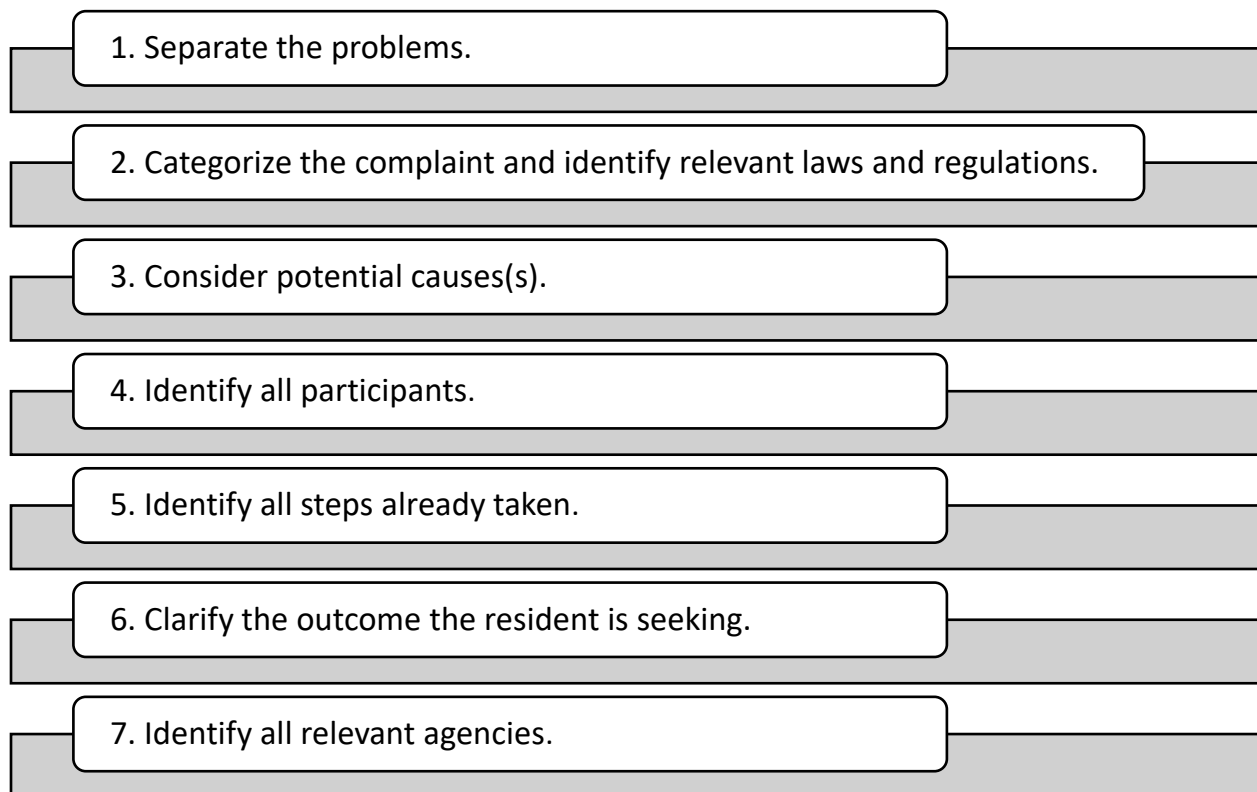 1. Separate the problems.
2. Categorize the complaint and identify relevant laws and regulations.
3. Consider potential causes(s).
4. Identify all participants.
5. Identify all steps already taken.
6. Clarify the outcome the resident is seeking.
7. Identify all relevant agencies.